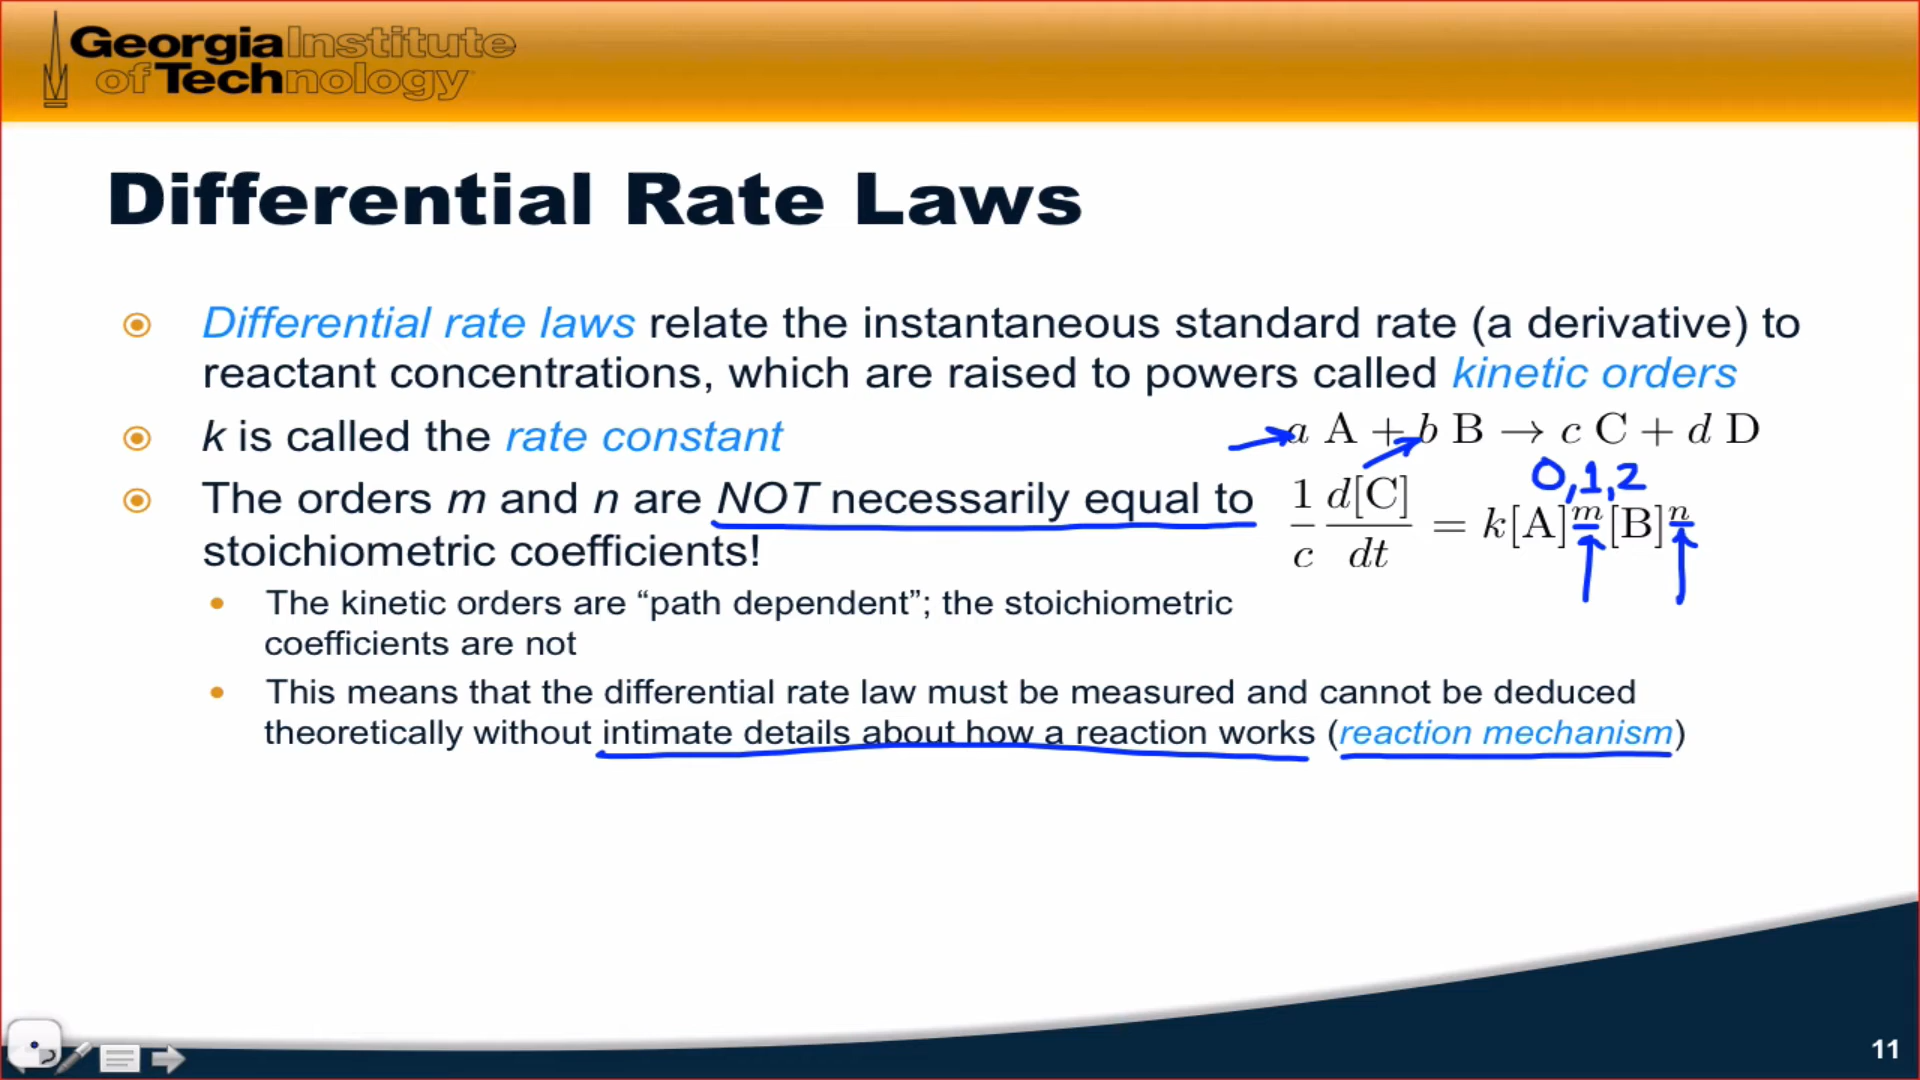 Georgia Institute
of Technology
Differential Rate Laws
Differential rate laws relate the instantaneous standard rate (a derivative) to
reactant concentrations, which are raised to powers called kinetic orders
k is called the rate constant
a A + b B → c C + d D
0,1,2
The orders m and n are NOT necessarily equal to
stoichiometric coefficients!
1/c d[C]/dt = k[A]^m[B]^n
The kinetic orders are “path dependent”; the stoichiometric
coefficients are not
This means that the differential rate law must be measured and cannot be deduced
theoretically without intimate details about how a reaction works (reaction mechanism)
11